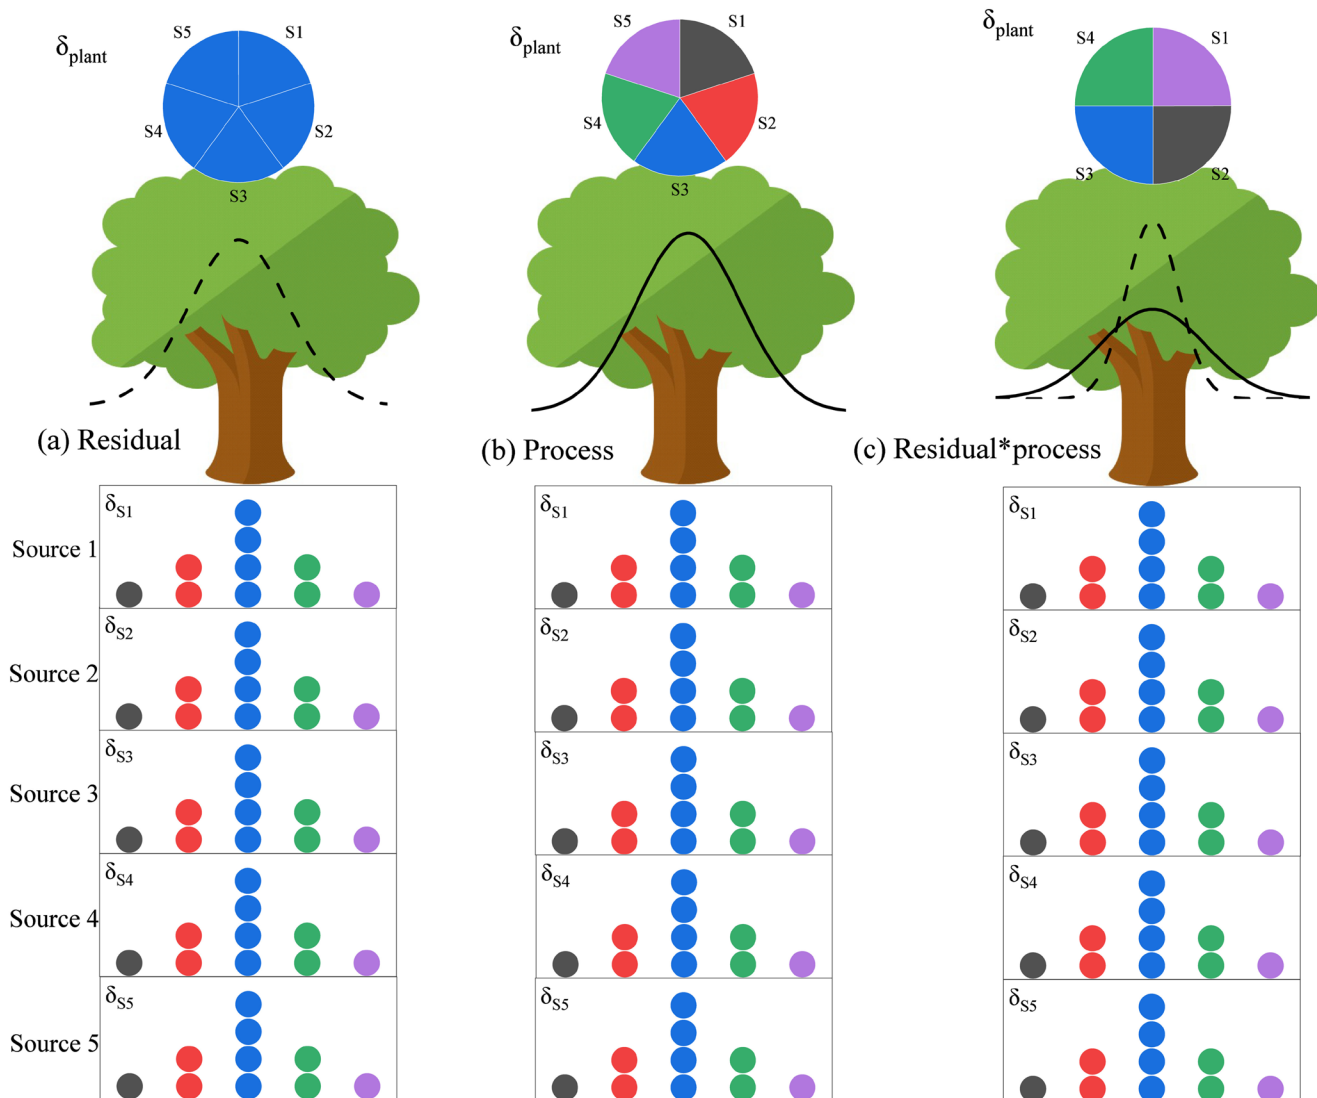 δplant
S5
S1
S4
S2
S3
δplant
S5
S1
S4
S2
S3
δplant
S4
S1
S3
S2
(a) Residual
(b) Process
(c) Residual*process
Source 1
δS1
δS1
δS1
Source 2
δS2
δS2
δS2
Source 3
δS3
δS3
δS3
Source 4
δS4
δS4
δS4
Source 5
δS5
δS5
δS5